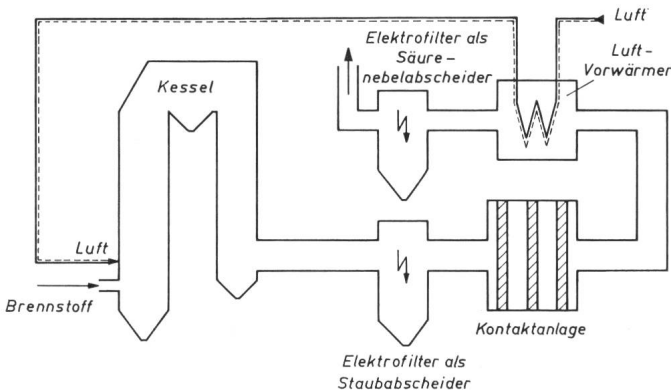 Luft
Elektrofilter als
Säure-
nebelabscheider
Luft-
Vorwärmer
Kessel
Luft
Brennstoff
Kontaktanlage
Elektrofilter als
Staubabscheider